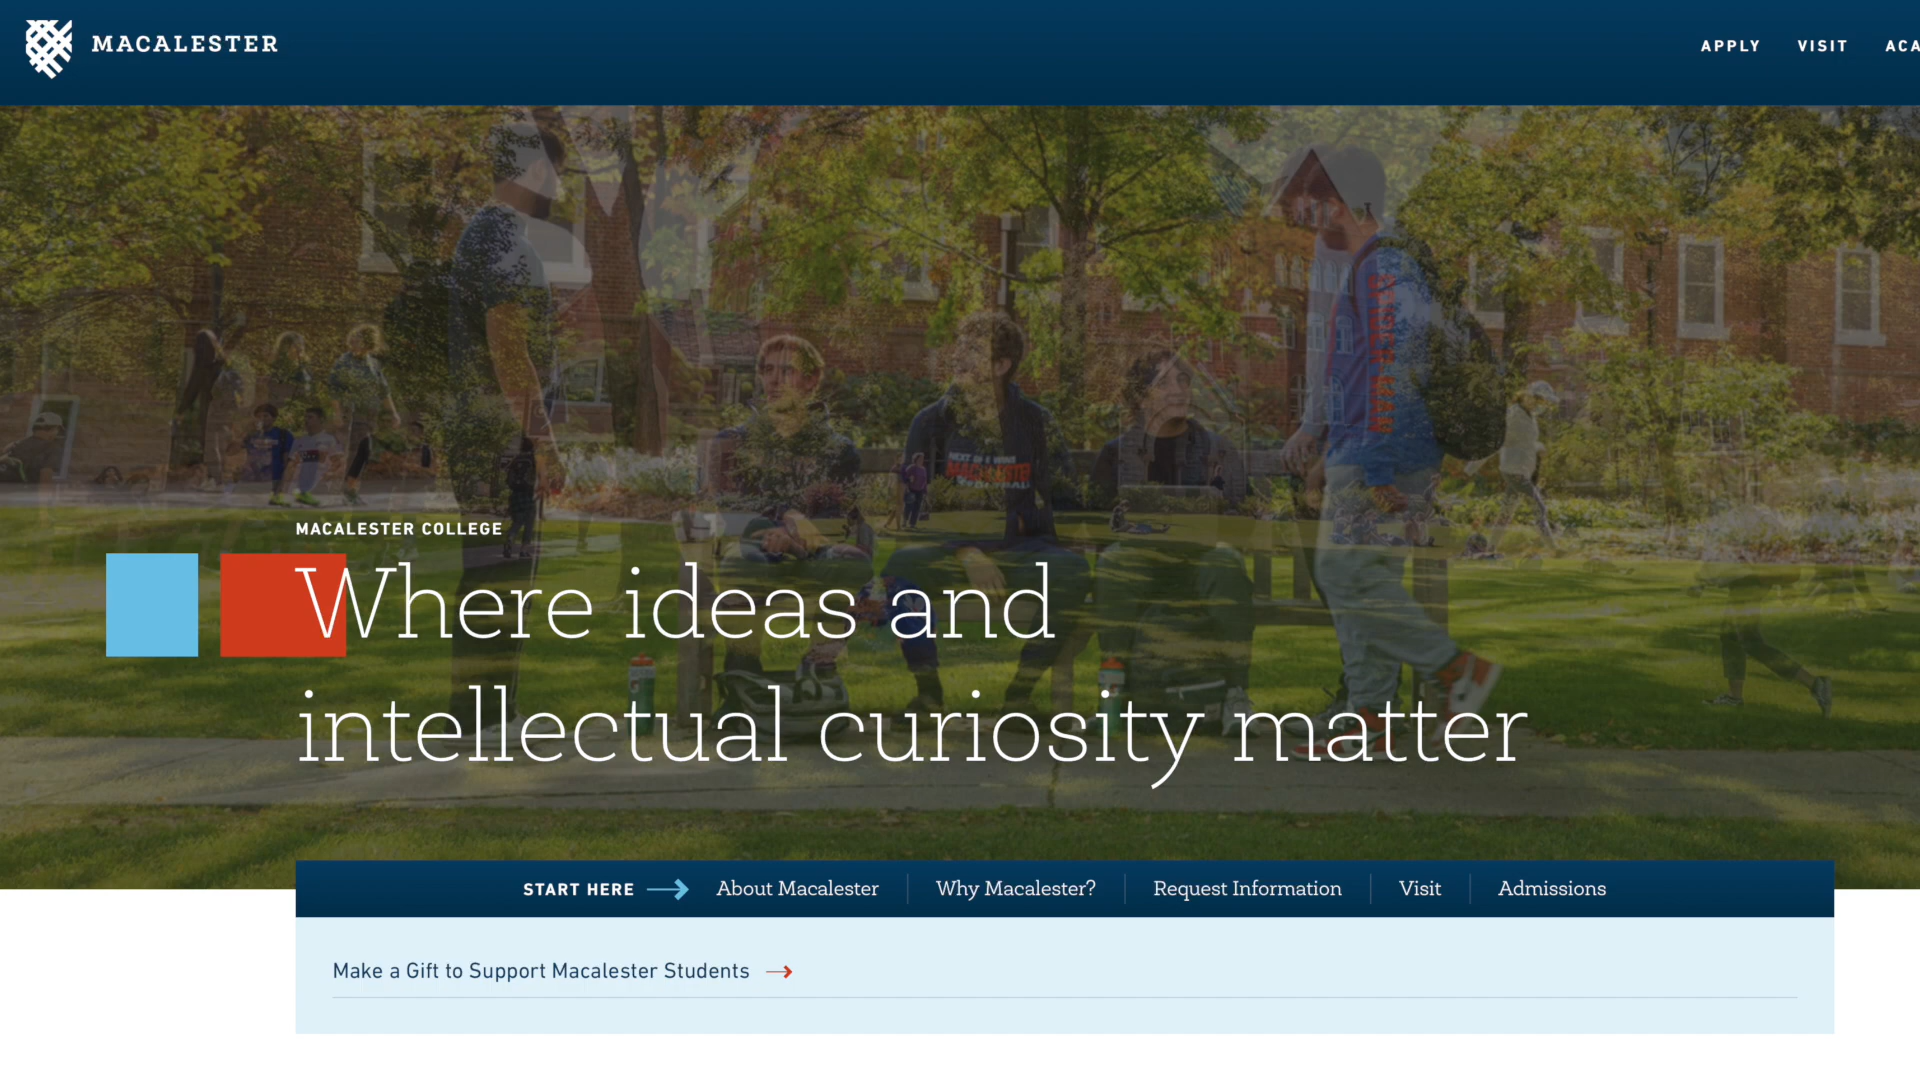 MACALESTER
APPLY VISIT
MACALESTER COLLEGE
Where ideas and
intellectual curiosity matter
START HERE About Macalester Why Macalester? Request Information Visit Admissions
Make a Gift to Support Macalester Students